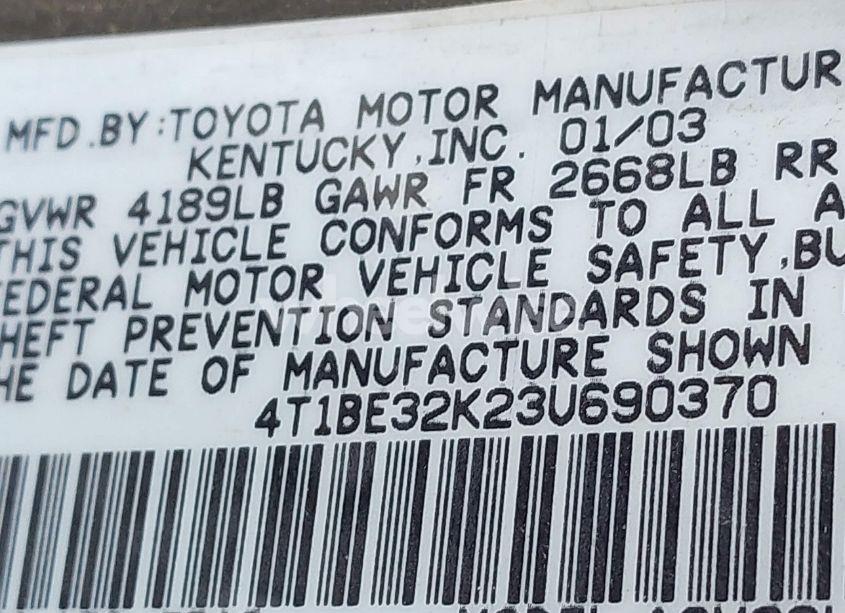 MFD.BY:TOYOTA MOTOR MANUFACTUR
KENTUCKY,INC. 01/03
GVWR 4189LB GAWR FR 2668LB RR
THIS VEHICLE CONFORMS TO ALL A
FEDERAL MOTOR VEHICLE SAFETY,BU
HEFT PREVENTION STANDARDS IN
HE DATE OF MANUFACTURE SHOWN
4T1BE32K23U690370